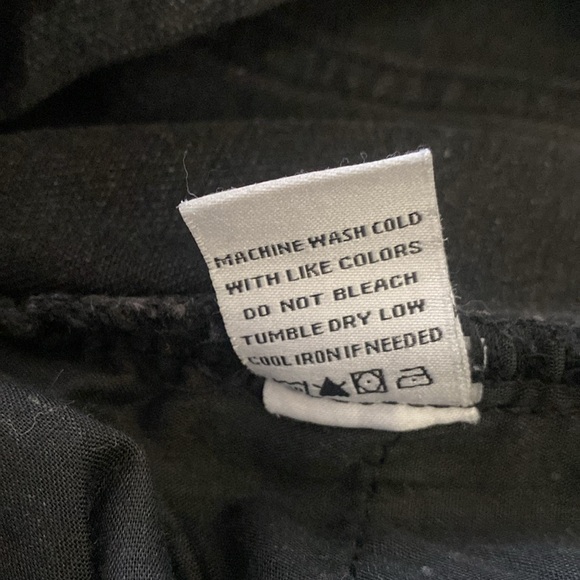 MACHINE WASH COLD
WITH LIKE COLORS
DO NOT BLEACH
TUMBLE DRY LOW
COOL IRON IF NEEDED